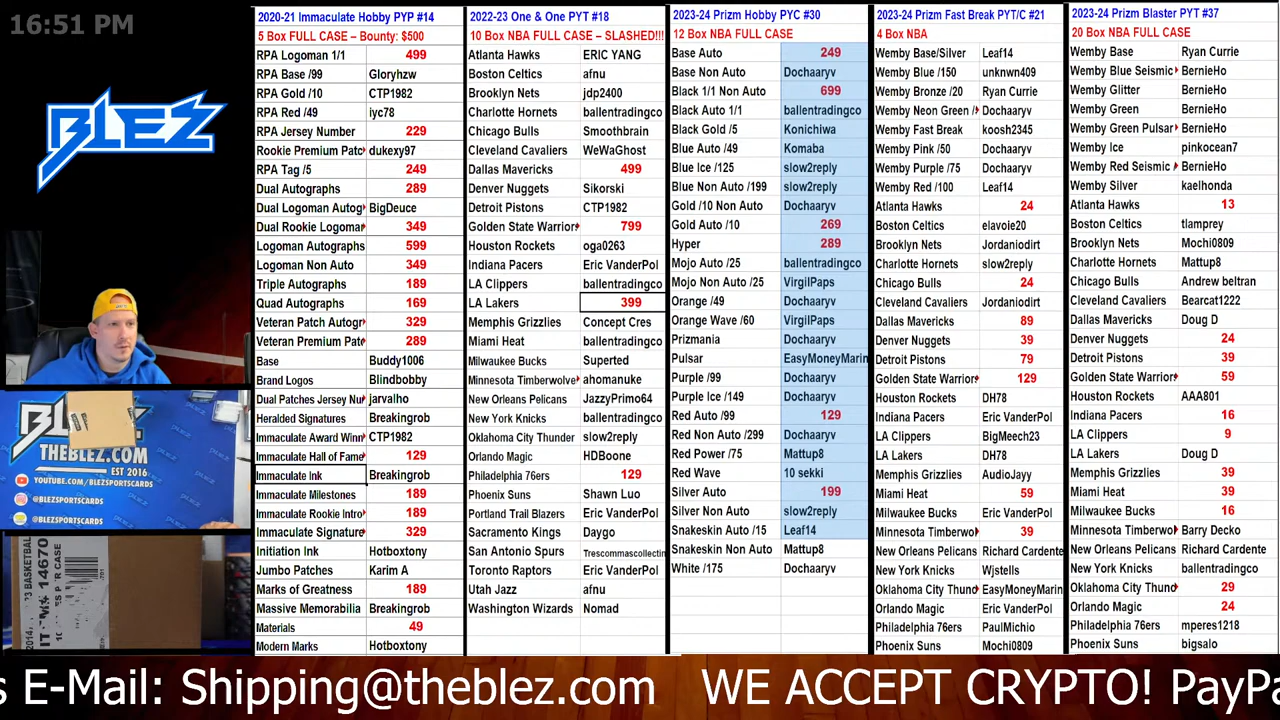 16:51 PM
BLEZ
BLEZ
THEBLEZ.COM
EST 2016
YOUTUBE.COM/BLEZSPORTSCARDS
@BLEZSPORTSCARDS
@BLEZSPORTSCARDS
2020-21 Immaculate Hobby PYP #14
5 Box FULL CASE – Bounty: $500
RPA Logoman 1/1 499
RPA Base /99 Gloryhzw
RPA Gold /10 CTP1982
RPA Red /49 iyc78
RPA Jersey Number 229
Rookie Premium Patc dukexy97
RPA Tag /5 249
Dual Autographs 289
Dual Logoman Autog BigDeuce
Dual Rookie Logoma 349
Logoman Autographs 599
Logoman Non Auto 349
Triple Autographs 189
Quad Autographs 169
Veteran Patch Autogr 329
Veteran Premium Pat 289
Base Buddy1006
Brand Logos Blindbobby
Dual Patches Jersey Nu jarvalho
Heralded Signatures Breakingrob
Immaculate Award Winn CTP1982
Immaculate Hall of Fame 129
Immaculate Ink Breakingrob
Immaculate Milestones 189
Immaculate Rookie Intro 189
Immaculate Signature 329
Initiation Ink Hotboxtony
Jumbo Patches Karim A
Marks of Greatness 189
Massive Memorabilia Breakingrob
Materials 49
Modern Marks Hotboxtony
2022-23 One & One PYT #18
10 Box NBA FULL CASE – SLASHED!!!
Atlanta Hawks ERIC YANG
Boston Celtics afnu
Brooklyn Nets jdp2400
Charlotte Hornets ballentradingco
Chicago Bulls Smoothbrain
Cleveland Cavaliers WeWaGhost
Dallas Mavericks 499
Denver Nuggets Sikorski
Detroit Pistons CTP1982
Golden State Warrior 799
Houston Rockets oga0263
Indiana Pacers Eric VanderPol
LA Clippers ballentradingco
LA Lakers 399
Memphis Grizzlies Concept Cres
Miami Heat ballentradingco
Milwaukee Bucks Superted
Minnesota Timberwolve ahomanuke
New Orleans Pelicans JazzyPrimo64
New York Knicks ballentradingco
Oklahoma City Thunder slow2reply
Orlando Magic HDBoone
Philadelphia 76ers 129
Phoenix Suns Shawn Luo
Portland Trail Blazers Eric VanderPol
Sacramento Kings Daygo
San Antonio Spurs Trescommascollectin
Toronto Raptors Eric VanderPol
Utah Jazz afnu
Washington Wizards Nomad
2023-24 Prizm Hobby PYC #30
12 Box NBA FULL CASE
Base Auto 249
Base Non Auto Dochaaryv
Black 1/1 Non Auto 699
Black Auto 1/1 ballentradingco
Black Gold /5 Konichiwa
Blue Auto /49 Komaba
Blue Ice /125 slow2reply
Blue Non Auto /199 slow2reply
Gold /10 Non Auto Dochaaryv
Gold Auto /10 269
Hyper 289
Mojo Auto /25 ballentradingco
Mojo Non Auto /25 VirgilPaps
Orange /49 Dochaaryv
Orange Wave /60 VirgilPaps
Prizmania Dochaaryv
Pulsar EasyMoneyMarin
Purple /99 Dochaaryv
Purple Ice /149 Dochaaryv
Red Auto /99 129
Red Non Auto /299 Dochaaryv
Red Power /75 Mattup8
Red Wave 10 sekki
Silver Auto 199
Silver Non Auto slow2reply
Snakeskin Auto /15 Leaf14
Snakeskin Non Auto Mattup8
White /175 Dochaaryv
2023-24 Prizm Fast Break PYT/C #21
4 Box NBA
Wemby Base/Silver Leaf14
Wemby Blue /150 unknwn409
Wemby Bronze /20 Ryan Currie
Wemby Neon Green / Dochaaryv
Wemby Fast Break koosh2345
Wemby Pink /50 Dochaaryv
Wemby Purple /75 Dochaaryv
Wemby Red /100 Leaf14
Atlanta Hawks 24
Boston Celtics elavoie20
Brooklyn Nets Jordaniodirt
Charlotte Hornets slow2reply
Chicago Bulls 24
Cleveland Cavaliers Jordaniodirt
Dallas Mavericks 89
Denver Nuggets 39
Detroit Pistons 79
Golden State Warrior 129
Houston Rockets DH78
Indiana Pacers Eric VanderPol
LA Clippers BigMeech23
LA Lakers DH78
Memphis Grizzlies AudioJayy
Miami Heat 59
Milwaukee Bucks Eric VanderPol
Minnesota Timberwo 39
New Orleans Pelicans Richard Cardente
New York Knicks Wjstells
Oklahoma City Thund EasyMoneyMarin
Orlando Magic Eric VanderPol
Philadelphia 76ers PaulMichio
Phoenix Suns Mochi0809
2023-24 Prizm Blaster PYT #37
20 Box NBA FULL CASE
Wemby Base Ryan Currie
Wemby Blue Seismic BernieHo
Wemby Glitter BernieHo
Wemby Green BernieHo
Wemby Green Pulsar BernieHo
Wemby Ice pinkocean7
Wemby Red Seismic BernieHo
Wemby Silver kaelhonda
Atlanta Hawks 13
Boston Celtics tlamprey
Brooklyn Nets Mochi0809
Charlotte Hornets Mattup8
Chicago Bulls Andrew beltran
Cleveland Cavaliers Bearcat1222
Dallas Mavericks Doug D
Denver Nuggets 24
Detroit Pistons 39
Golden State Warrior 59
Houston Rockets AAA801
Indiana Pacers 16
LA Clippers 9
LA Lakers Doug D
Memphis Grizzlies 39
Miami Heat 39
Milwaukee Bucks 16
Minnesota Timberwo Barry Decko
New Orleans Pelicans Richard Cardente
New York Knicks ballentradingco
Oklahoma City Thun 29
Orlando Magic 24
Philadelphia 76ers mperes1218
Phoenix Suns bigsalo
s E-Mail: Shipping@theblez.com WE ACCEPT CRYPTO! PayPa